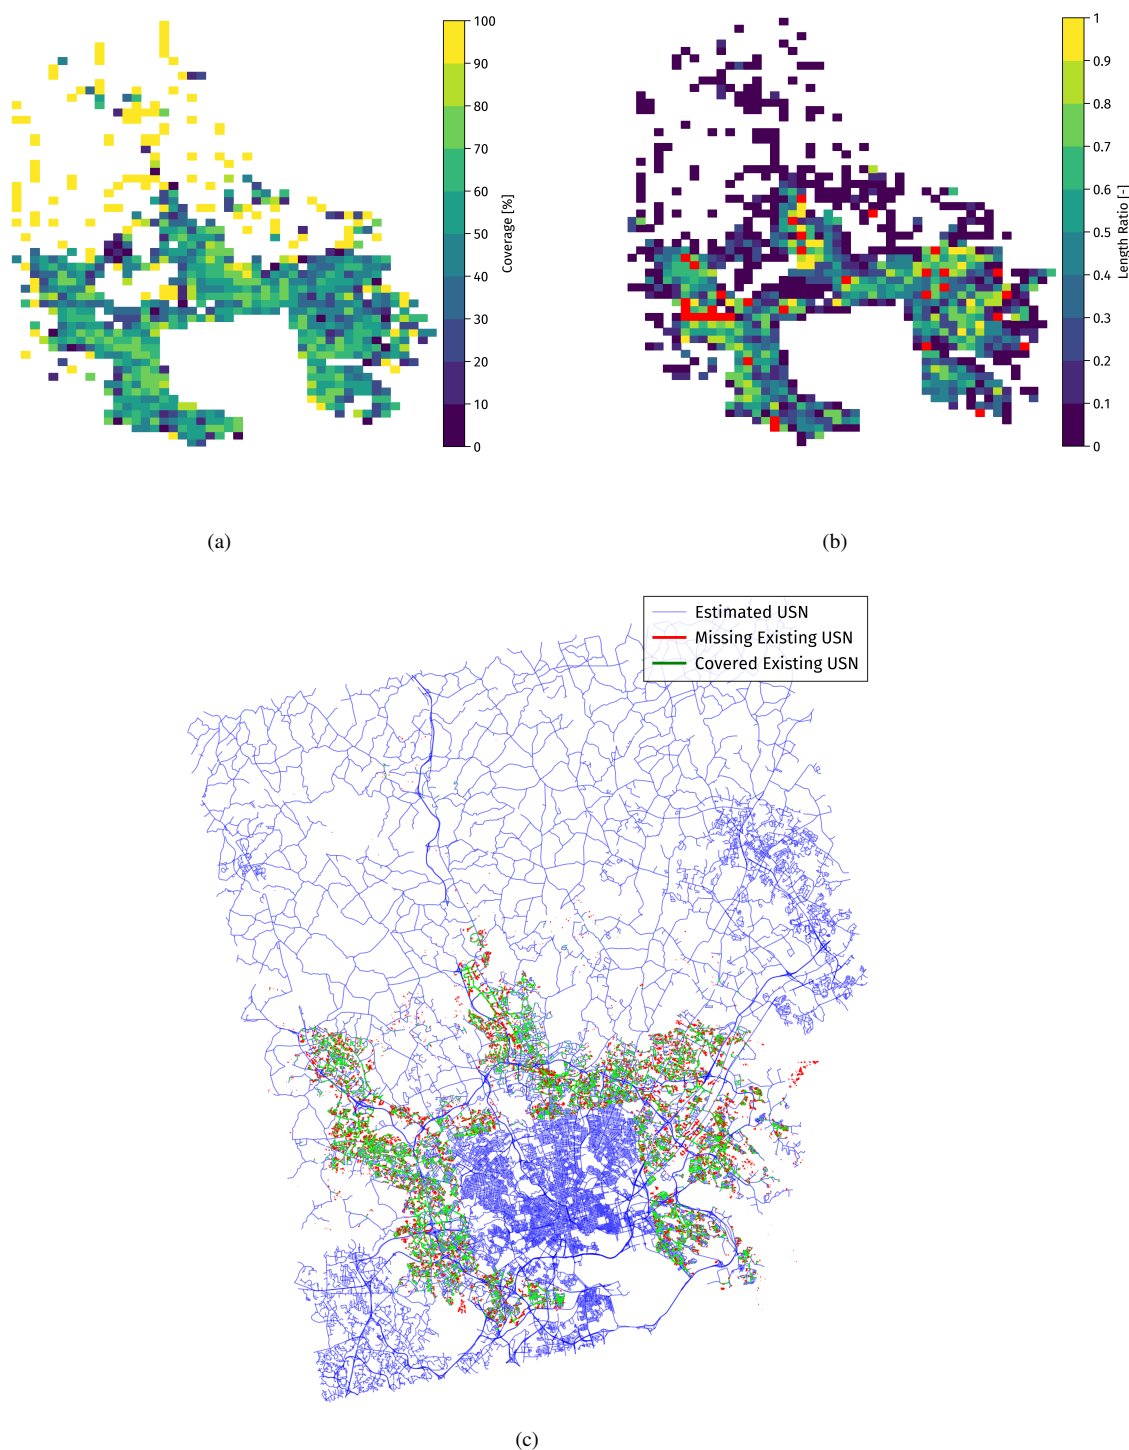 100
90
80
70
60
50
40
30
20
10
0
Coverage [%]
1
0.9
0.8
0.7
0.6
0.5
0.4
0.3
0.2
0.1
0
Length Ratio [-]
(a)
(b)
Estimated USN
Missing Existing USN
Covered Existing USN
(c)